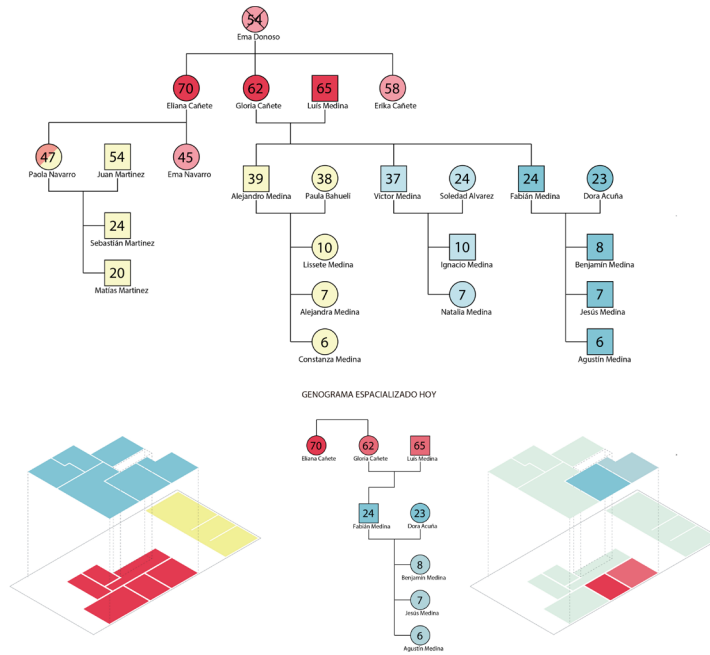 54
Ema Donoso
70 62 65 58
Eliana Cañete Gloria Cañete Luís Medina Erika Cañete
47 54 45
Paola Navarro Juan Martinez Ema Navarro
39 38 37 24 24 23
Alejandro Medina Paula Bahueli Victor Medina Soledad Alvarez Fabián Medina Dora Acuña
24
Sebastián Martinez
20
Matías Martinez
10
Lissete Medina
7
Alejandra Medina
6
Constanza Medina
10
Ignacio Medina
7
Natalia Medina
8
Benjamín Medina
7
Jesús Medina
6
Agustín Medina
GENOGRAMA ESPACIALIZADO HOY
70 62 65
Eliana Cañete Gloria Cañete Luís Medina
24 23
Fabián Medina Dora Acuña
8
Benjamín Medina
7
Jesús Medina
6
Agustín Medina